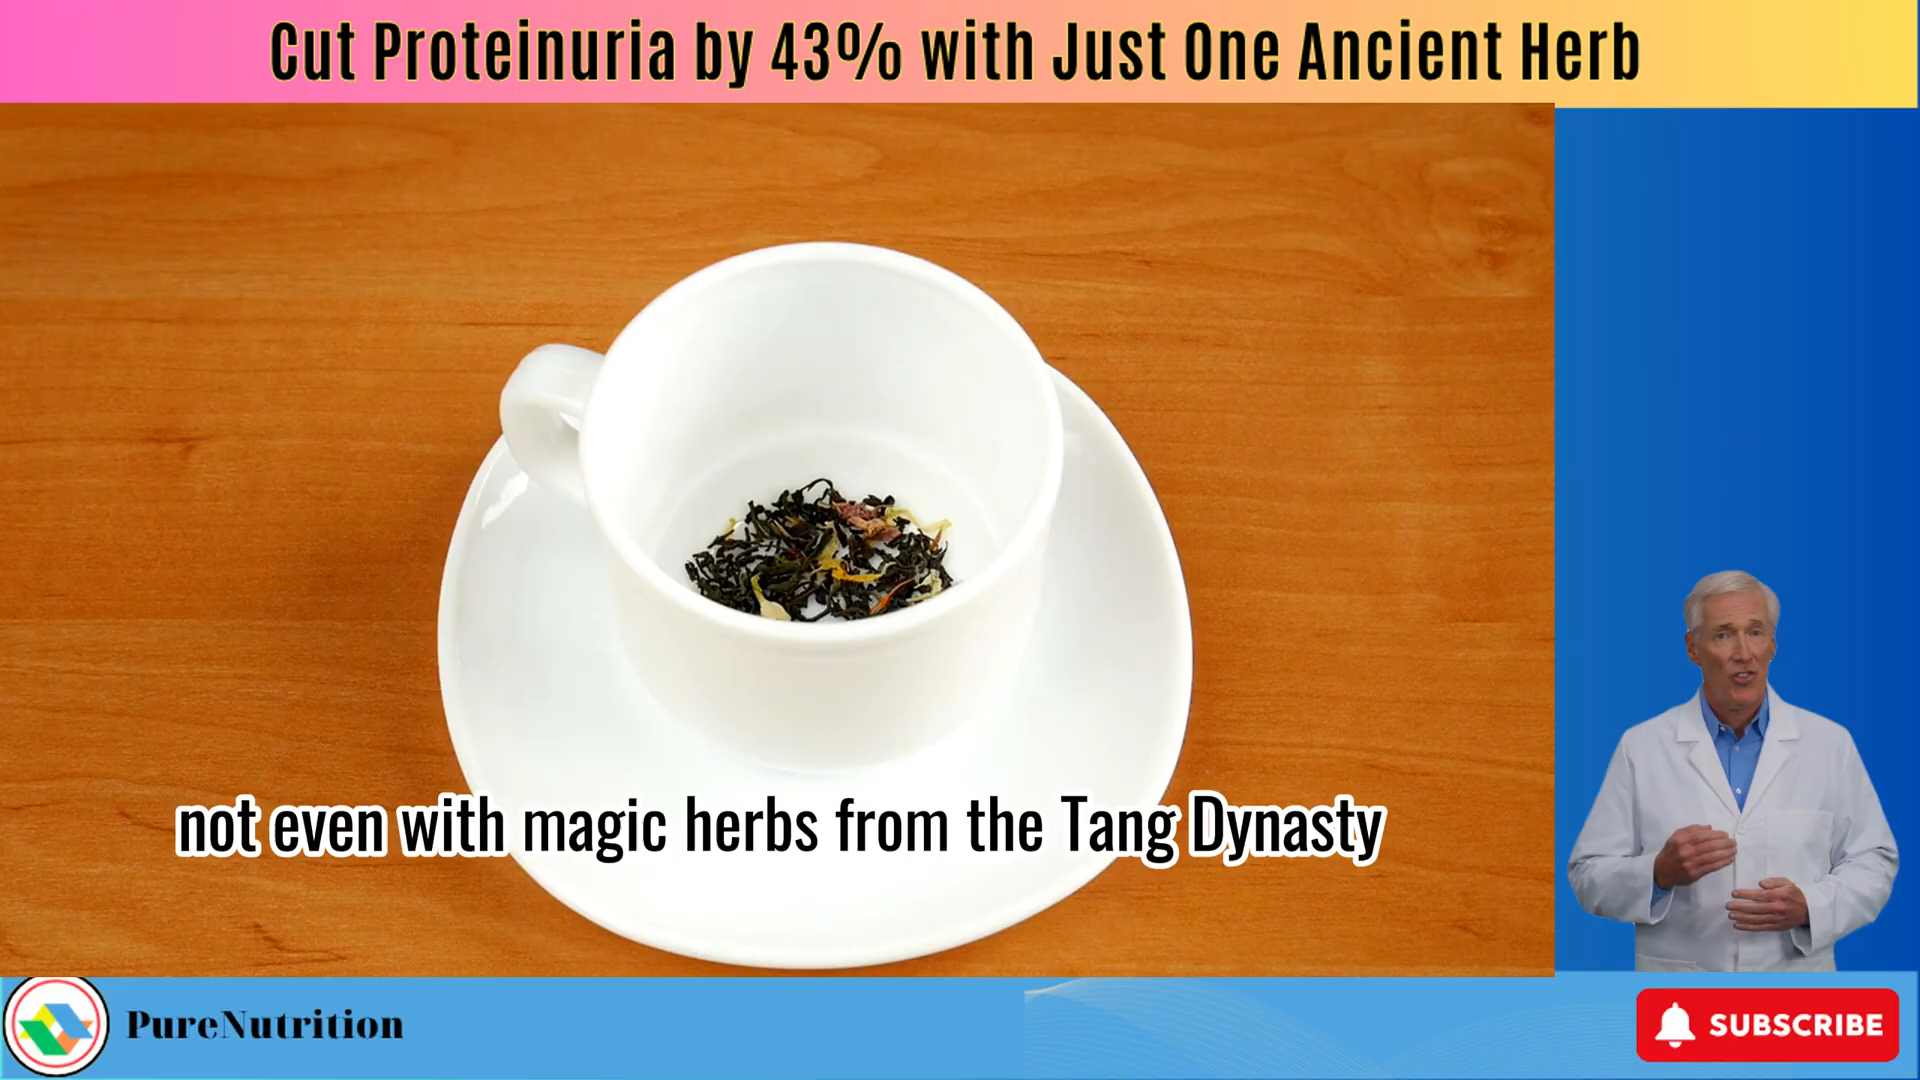 Cut Proteinuria by 43% with Just One Ancient Herb
not even with magic herbs from the Tang Dynasty
PureNutrition
SUBSCRIBE